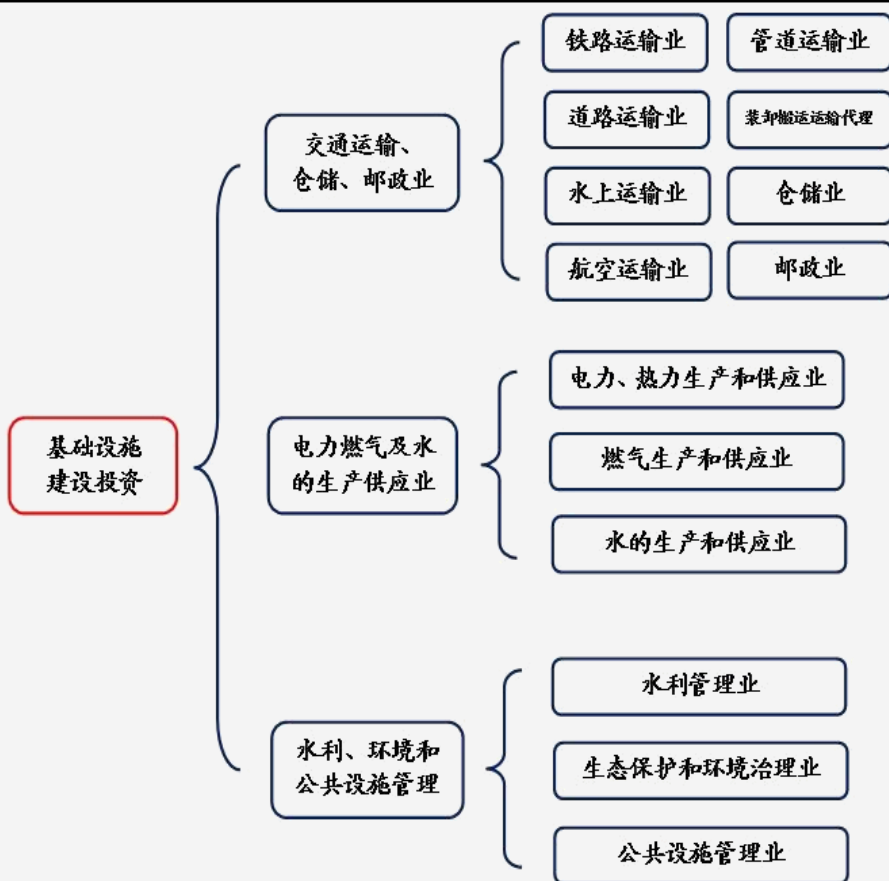 铁路运输业
管道运输业
道路运输业
装卸搬运运输代理
交通运输、
仓储、邮政业
水上运输业
仓储业
航空运输业
邮政业
电力、热力生产和供应业
基础设施
建设投资
电力燃气及水
的生产供应业
燃气生产和供应业
水的生产和供应业
水利管理业
水利、环境和
公共设施管理
生态保护和环境治理业
公共设施管理业